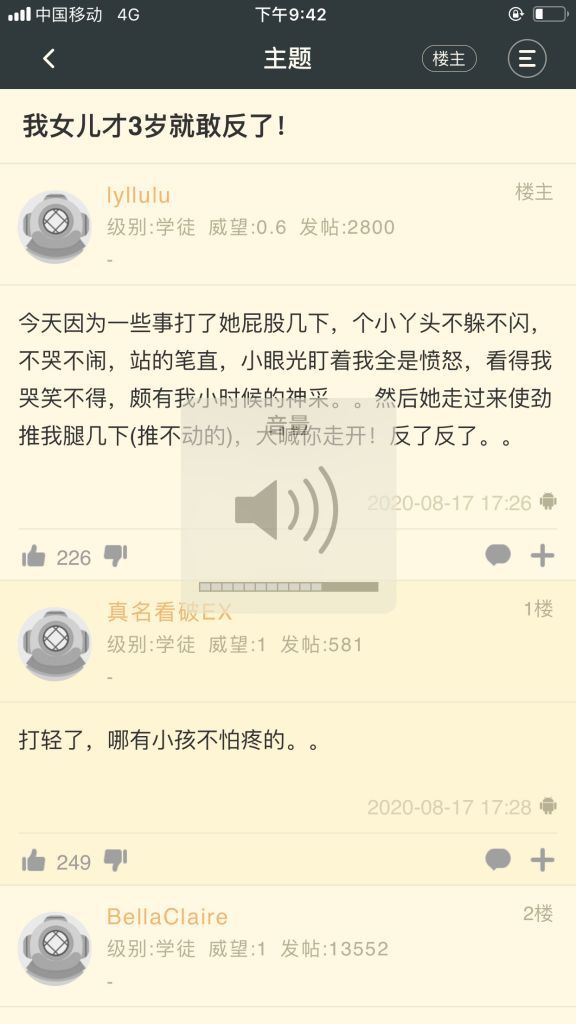 中国移动 4G 下午9:42
主题 楼主
我女儿才3岁就敢反了！
lyllulu 楼主
级别:学徒 威望:0.6 发帖:2800
-
今天因为一些事打了她屁股几下，个小丫头不躲不闪，
不哭不闹，站的笔直，小眼光盯着我全是愤怒，看得我
哭笑不得，颇有我小时候的神采。。然后她走过来使劲
推我腿几下(推不动的)，大喊你走开！反了反了。。
音量
2020-08-17 17:26
226
真名看破EX 1楼
级别:学徒 威望:1 发帖:581
-
打轻了，哪有小孩不怕疼的。。
2020-08-17 17:28
249
BellaClaire 2楼
级别:学徒 威望:1 发帖:13552
-